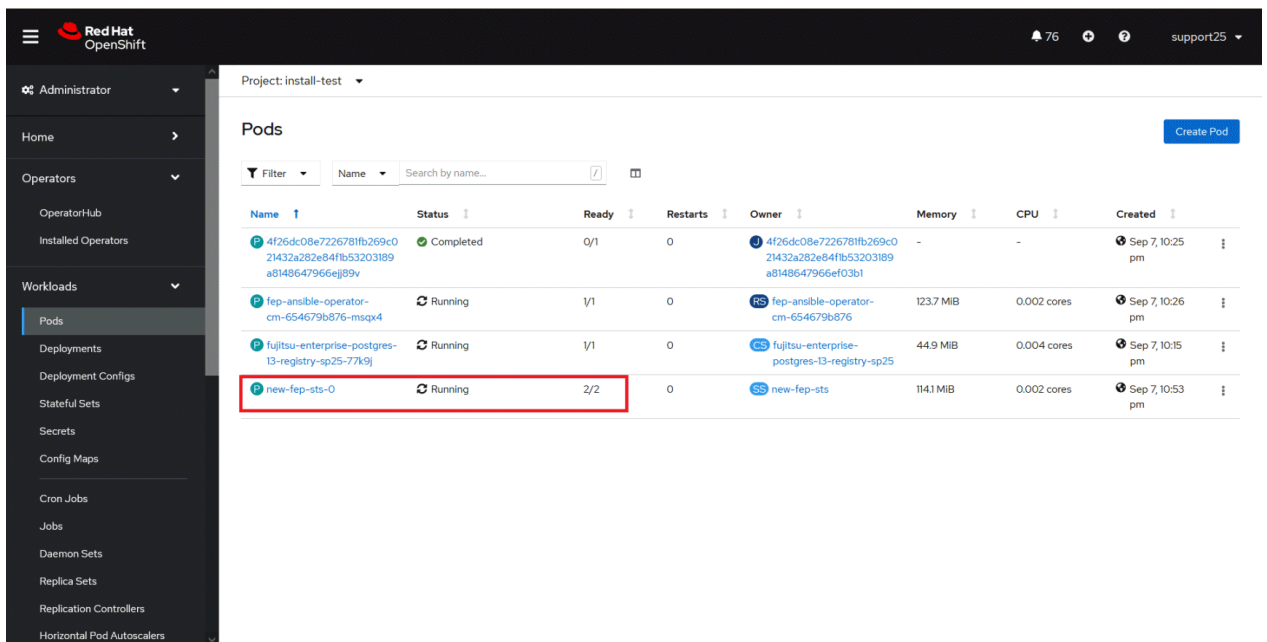 Red Hat
OpenShift
76
support25
Administrator
Home
Operators
OperatorHub
Installed Operators
Workloads
Pods
Deployments
Deployment Configs
Stateful Sets
Secrets
Config Maps
Cron Jobs
Jobs
Daemon Sets
Replica Sets
Replication Controllers
Horizontal Pod Autoscalers
Project: install-test
Pods
Create Pod
Filter
Name
Search by name...
/
Name Status Ready Restarts Owner Memory CPU Created
P 4f26dc08e7226781fb269c0 Completed 0/1 0 J 4f26dc08e7226781fb269c0 - - Sep 7, 10:25
21432a282e84f1b53203189 21432a282e84f1b53203189 pm
a8148647966ejj89v a8148647966ef03b1
P fep-ansible-operator- Running 1/1 0 RS fep-ansible-operator- 123.7 MiB 0.002 cores Sep 7, 10:26
cm-654679b876-msqx4 cm-654679b876 pm
P fujitsu-enterprise-postgres- Running 1/1 0 CS fujitsu-enterprise- 44.9 MiB 0.004 cores Sep 7, 10:15
13-registry-sp25-77k9j postgres-13-registry-sp25 pm
P new-fep-sts-0 Running 2/2 0 SS new-fep-sts 114.1 MiB 0.002 cores Sep 7, 10:53
pm